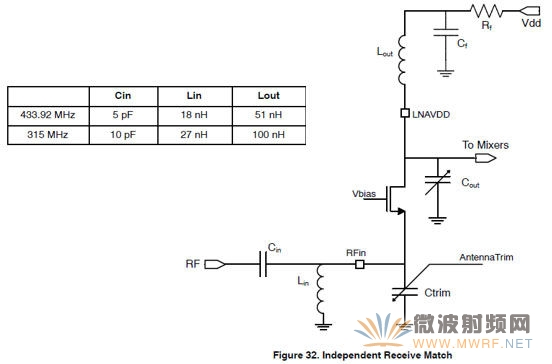 Vdd
Rf
Cf
Lout
Cin Lin Lout
433.92 MHz 5 pF 18 nH 51 nH
315 MHz 10 pF 27 nH 100 nH
LNAVDD
To Mixers
Cout
Vbias
RF
Cin
RFin
Lin
AntennaTrim
Ctrim
微波射频网
WWW.MWRF.NET
Figure 32. Independent Receive Match